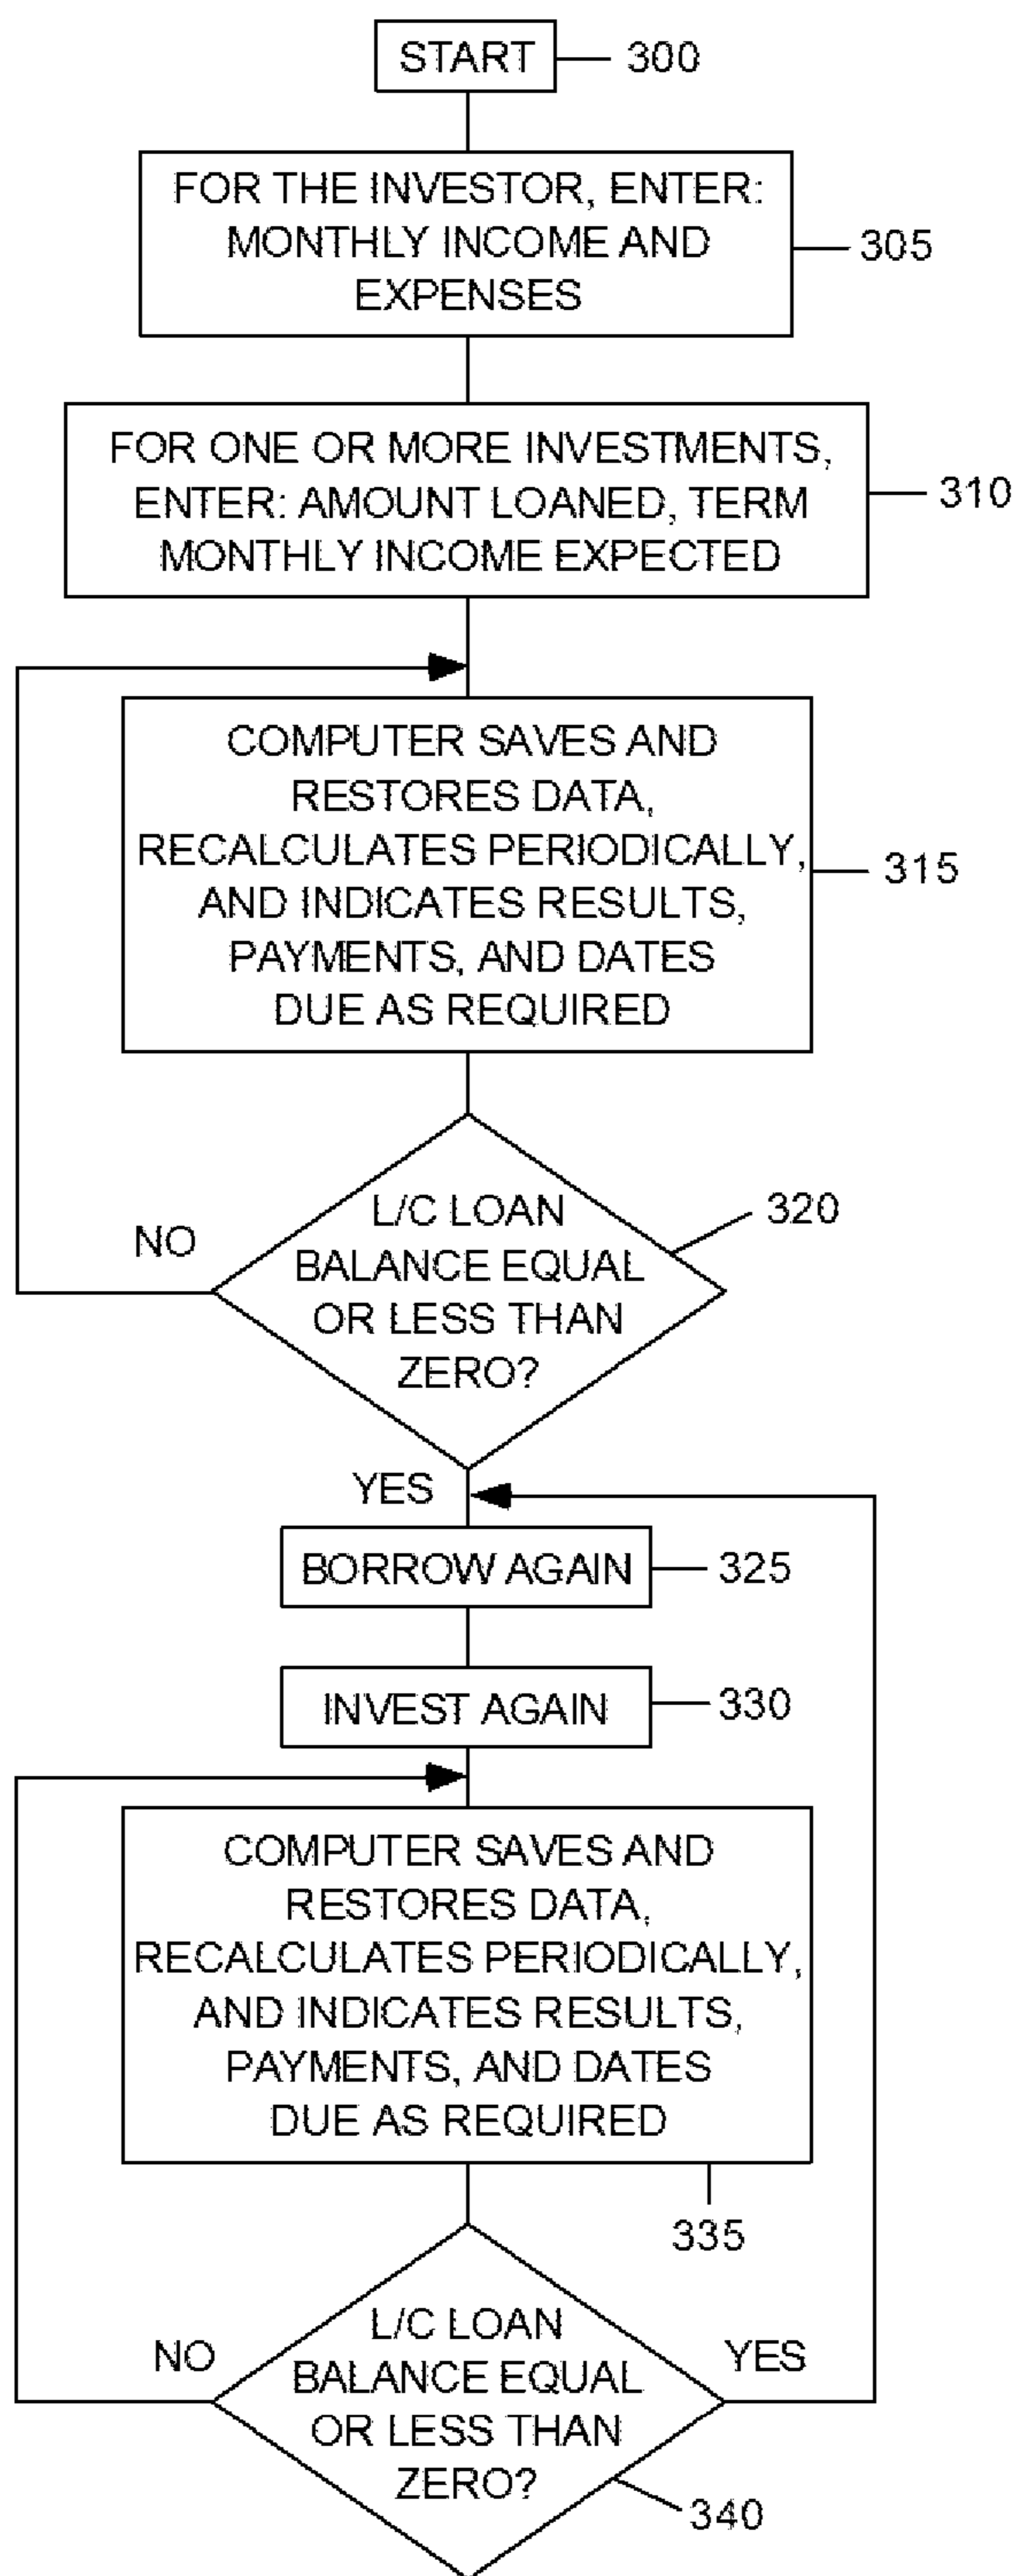 START
300
FOR THE INVESTOR, ENTER:
MONTHLY INCOME AND
EXPENSES
305
FOR ONE OR MORE INVESTMENTS,
ENTER: AMOUNT LOANED, TERM
MONTHLY INCOME EXPECTED
310
COMPUTER SAVES AND
RESTORES DATA,
RECALCULATES PERIODICALLY,
AND INDICATES RESULTS,
PAYMENTS, AND DATES
DUE AS REQUIRED
315
L/C LOAN
BALANCE EQUAL
OR LESS THAN
ZERO?
320
NO
YES
BORROW AGAIN
325
INVEST AGAIN
330
COMPUTER SAVES AND
RESTORES DATA,
RECALCULATES PERIODICALLY,
AND INDICATES RESULTS,
PAYMENTS, AND DATES
DUE AS REQUIRED
335
L/C LOAN
BALANCE EQUAL
OR LESS THAN
ZERO?
NO
YES
340